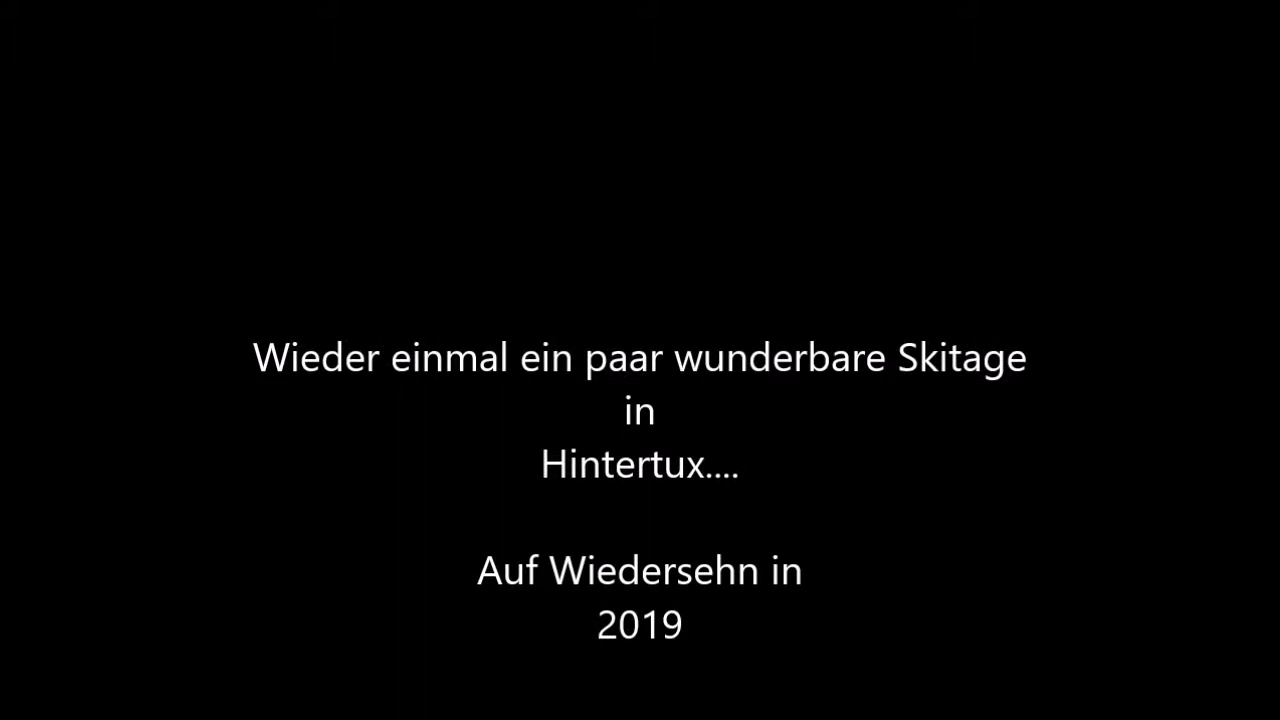 Wieder einmal ein paar wunderbare Skitage
in
Hintertux....
Auf Wiedersehn in
2019